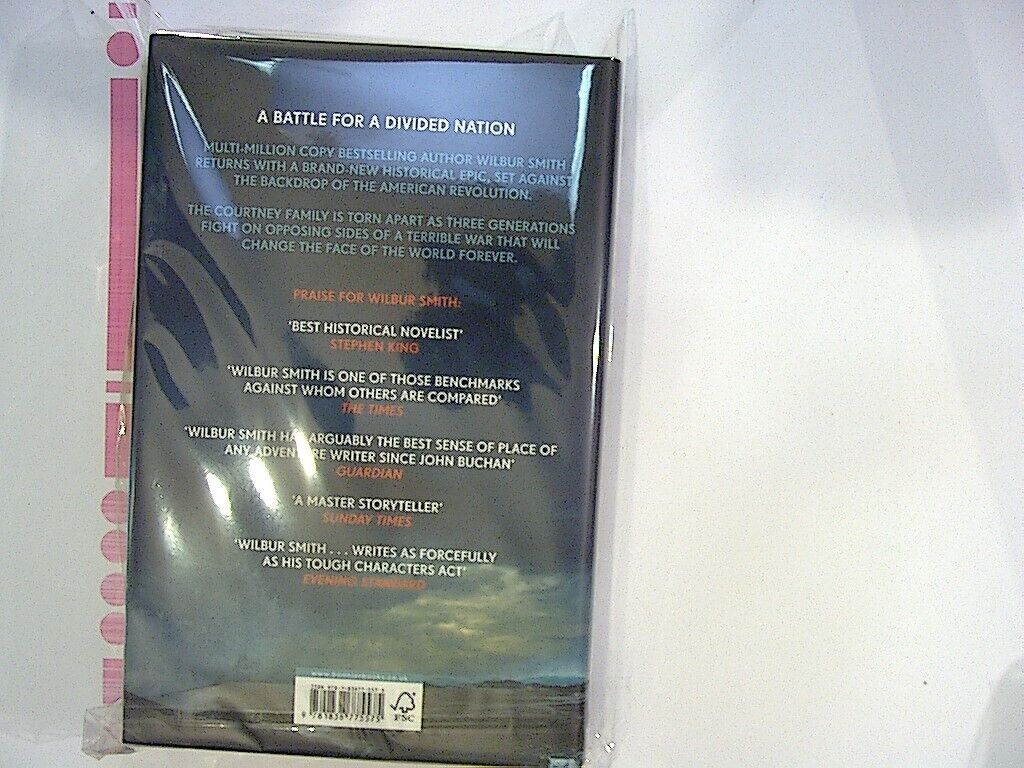 A BATTLE FOR A DIVIDED NATION
MULTI-MILLION COPY BESTSELLING AUTHOR WILBUR SMITH
RETURNS WITH A BRAND-NEW HISTORICAL EPIC, SET AGAINST
THE BACKDROP OF THE AMERICAN REVOLUTION.
THE COURTNEY FAMILY IS TORN APART AS THREE GENERATIONS
FIGHT ON OPPOSING SIDES OF A TERRIBLE WAR THAT WILL
CHANGE THE FACE OF THE WORLD FOREVER.
PRAISE FOR WILBUR SMITH:
'BEST HISTORICAL NOVELIST'
STEPHEN KING
'WILBUR SMITH IS ONE OF THOSE BENCHMARKS
AGAINST WHOM OTHERS ARE COMPARED'
THE TIMES
'WILBUR SMITH HAS ARGUABLY THE BEST SENSE OF PLACE OF
ANY ADVENTURE WRITER SINCE JOHN BUCHAN'
GUARDIAN
'A MASTER STORYTELLER'
SUNDAY TIMES
'WILBUR SMITH . . . WRITES AS FORCEFULLY
AS HIS TOUGH CHARACTERS ACT'
EVENING STANDARD
www.bonnierbooks.co.uk
FSC